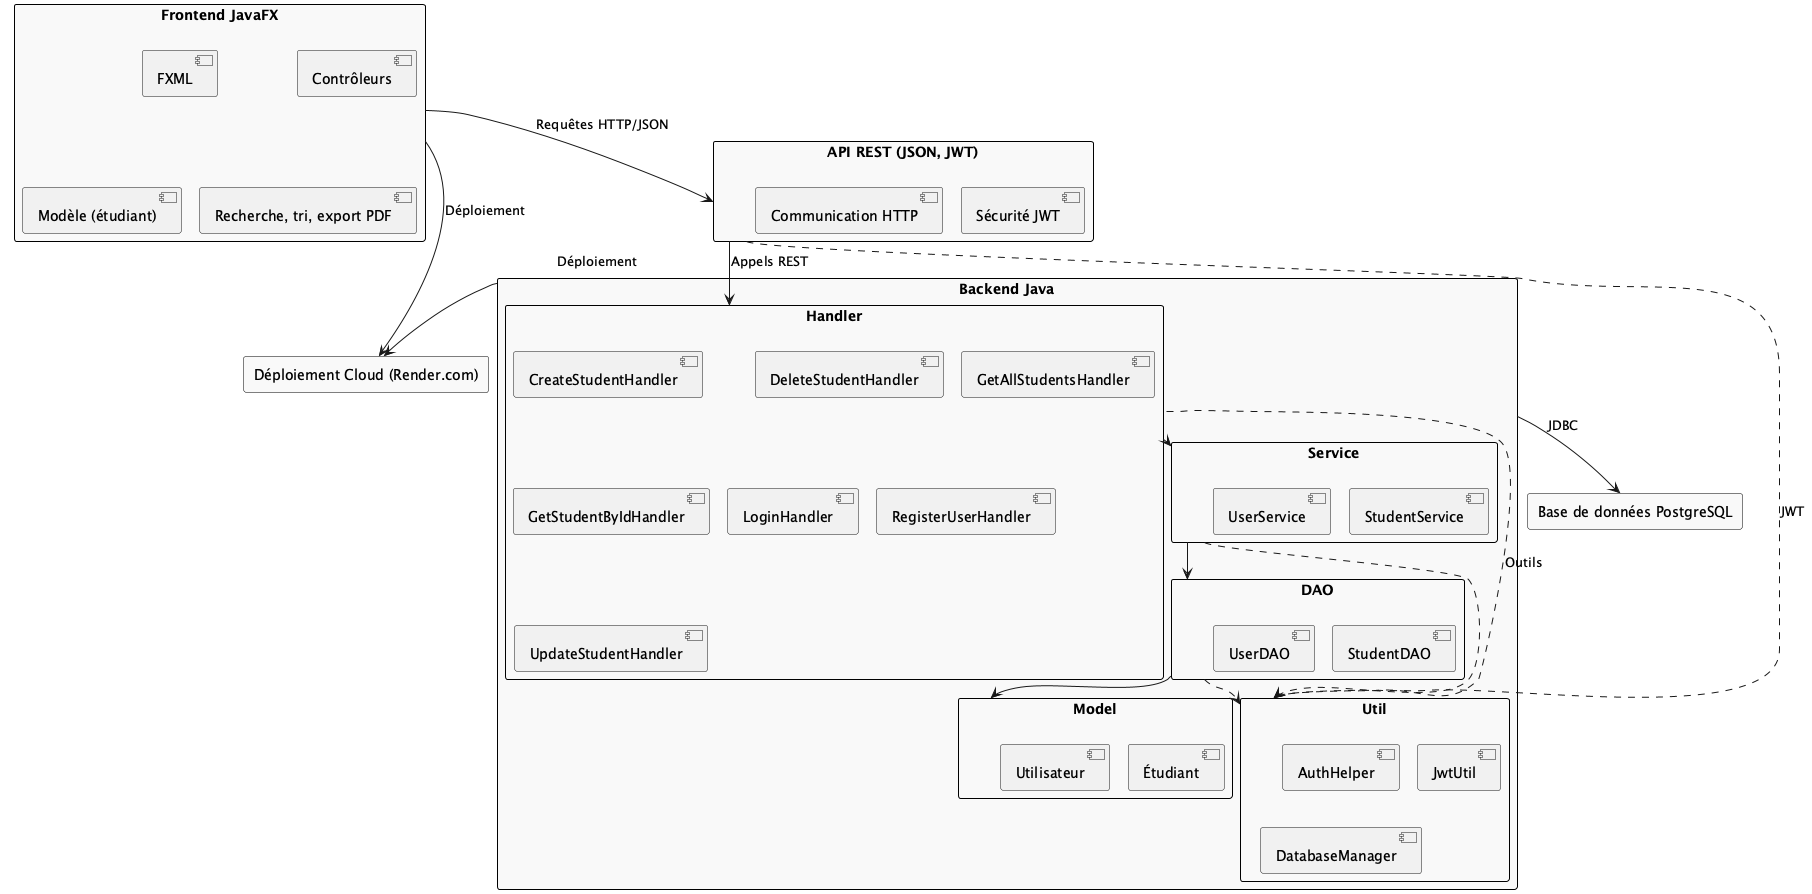 Frontend JavaFX
FXML
Contrôleurs
Modèle (étudiant)
Recherche, tri, export PDF
Requêtes HTTP/JSON
API REST (JSON, JWT)
Communication HTTP
Sécurité JWT
Déploiement
Déploiement
Appels REST
Déploiement Cloud (Render.com)
Backend Java
Handler
CreateStudentHandler
DeleteStudentHandler
GetAllStudentsHandler
GetStudentByIdHandler
LoginHandler
RegisterUserHandler
UpdateStudentHandler
Service
UserService
StudentService
JDBC
Base de données PostgreSQL
JWT
Outils
DAO
UserDAO
StudentDAO
Model
Utilisateur
Étudiant
Util
AuthHelper
JwtUtil
DatabaseManager